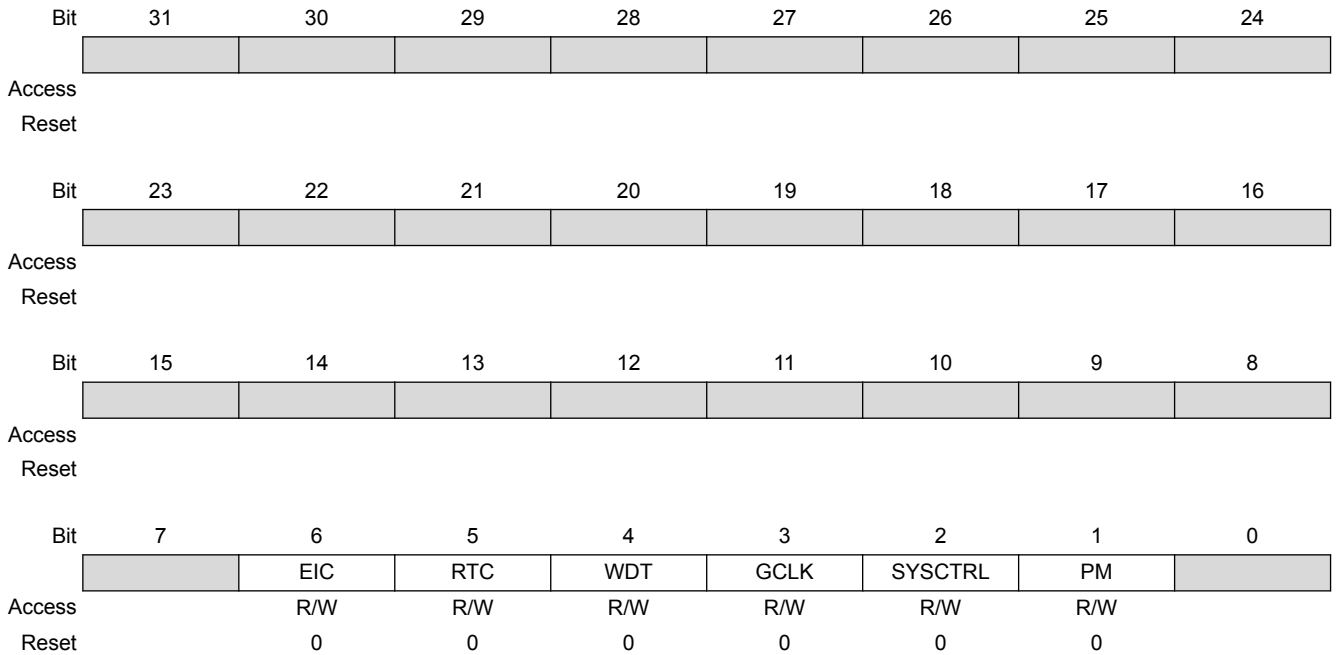 Bit 31 30 29 28 27 26 25 24
Access
Reset
Bit 23 22 21 20 19 18 17 16
Access
Reset
Bit 15 14 13 12 11 10 9 8
Access
Reset
Bit 7 6 5 4 3 2 1 0
EIC RTC WDT GCLK SYSCTRL PM
Access R/W R/W R/W R/W R/W R/W
Reset 0 0 0 0 0 0